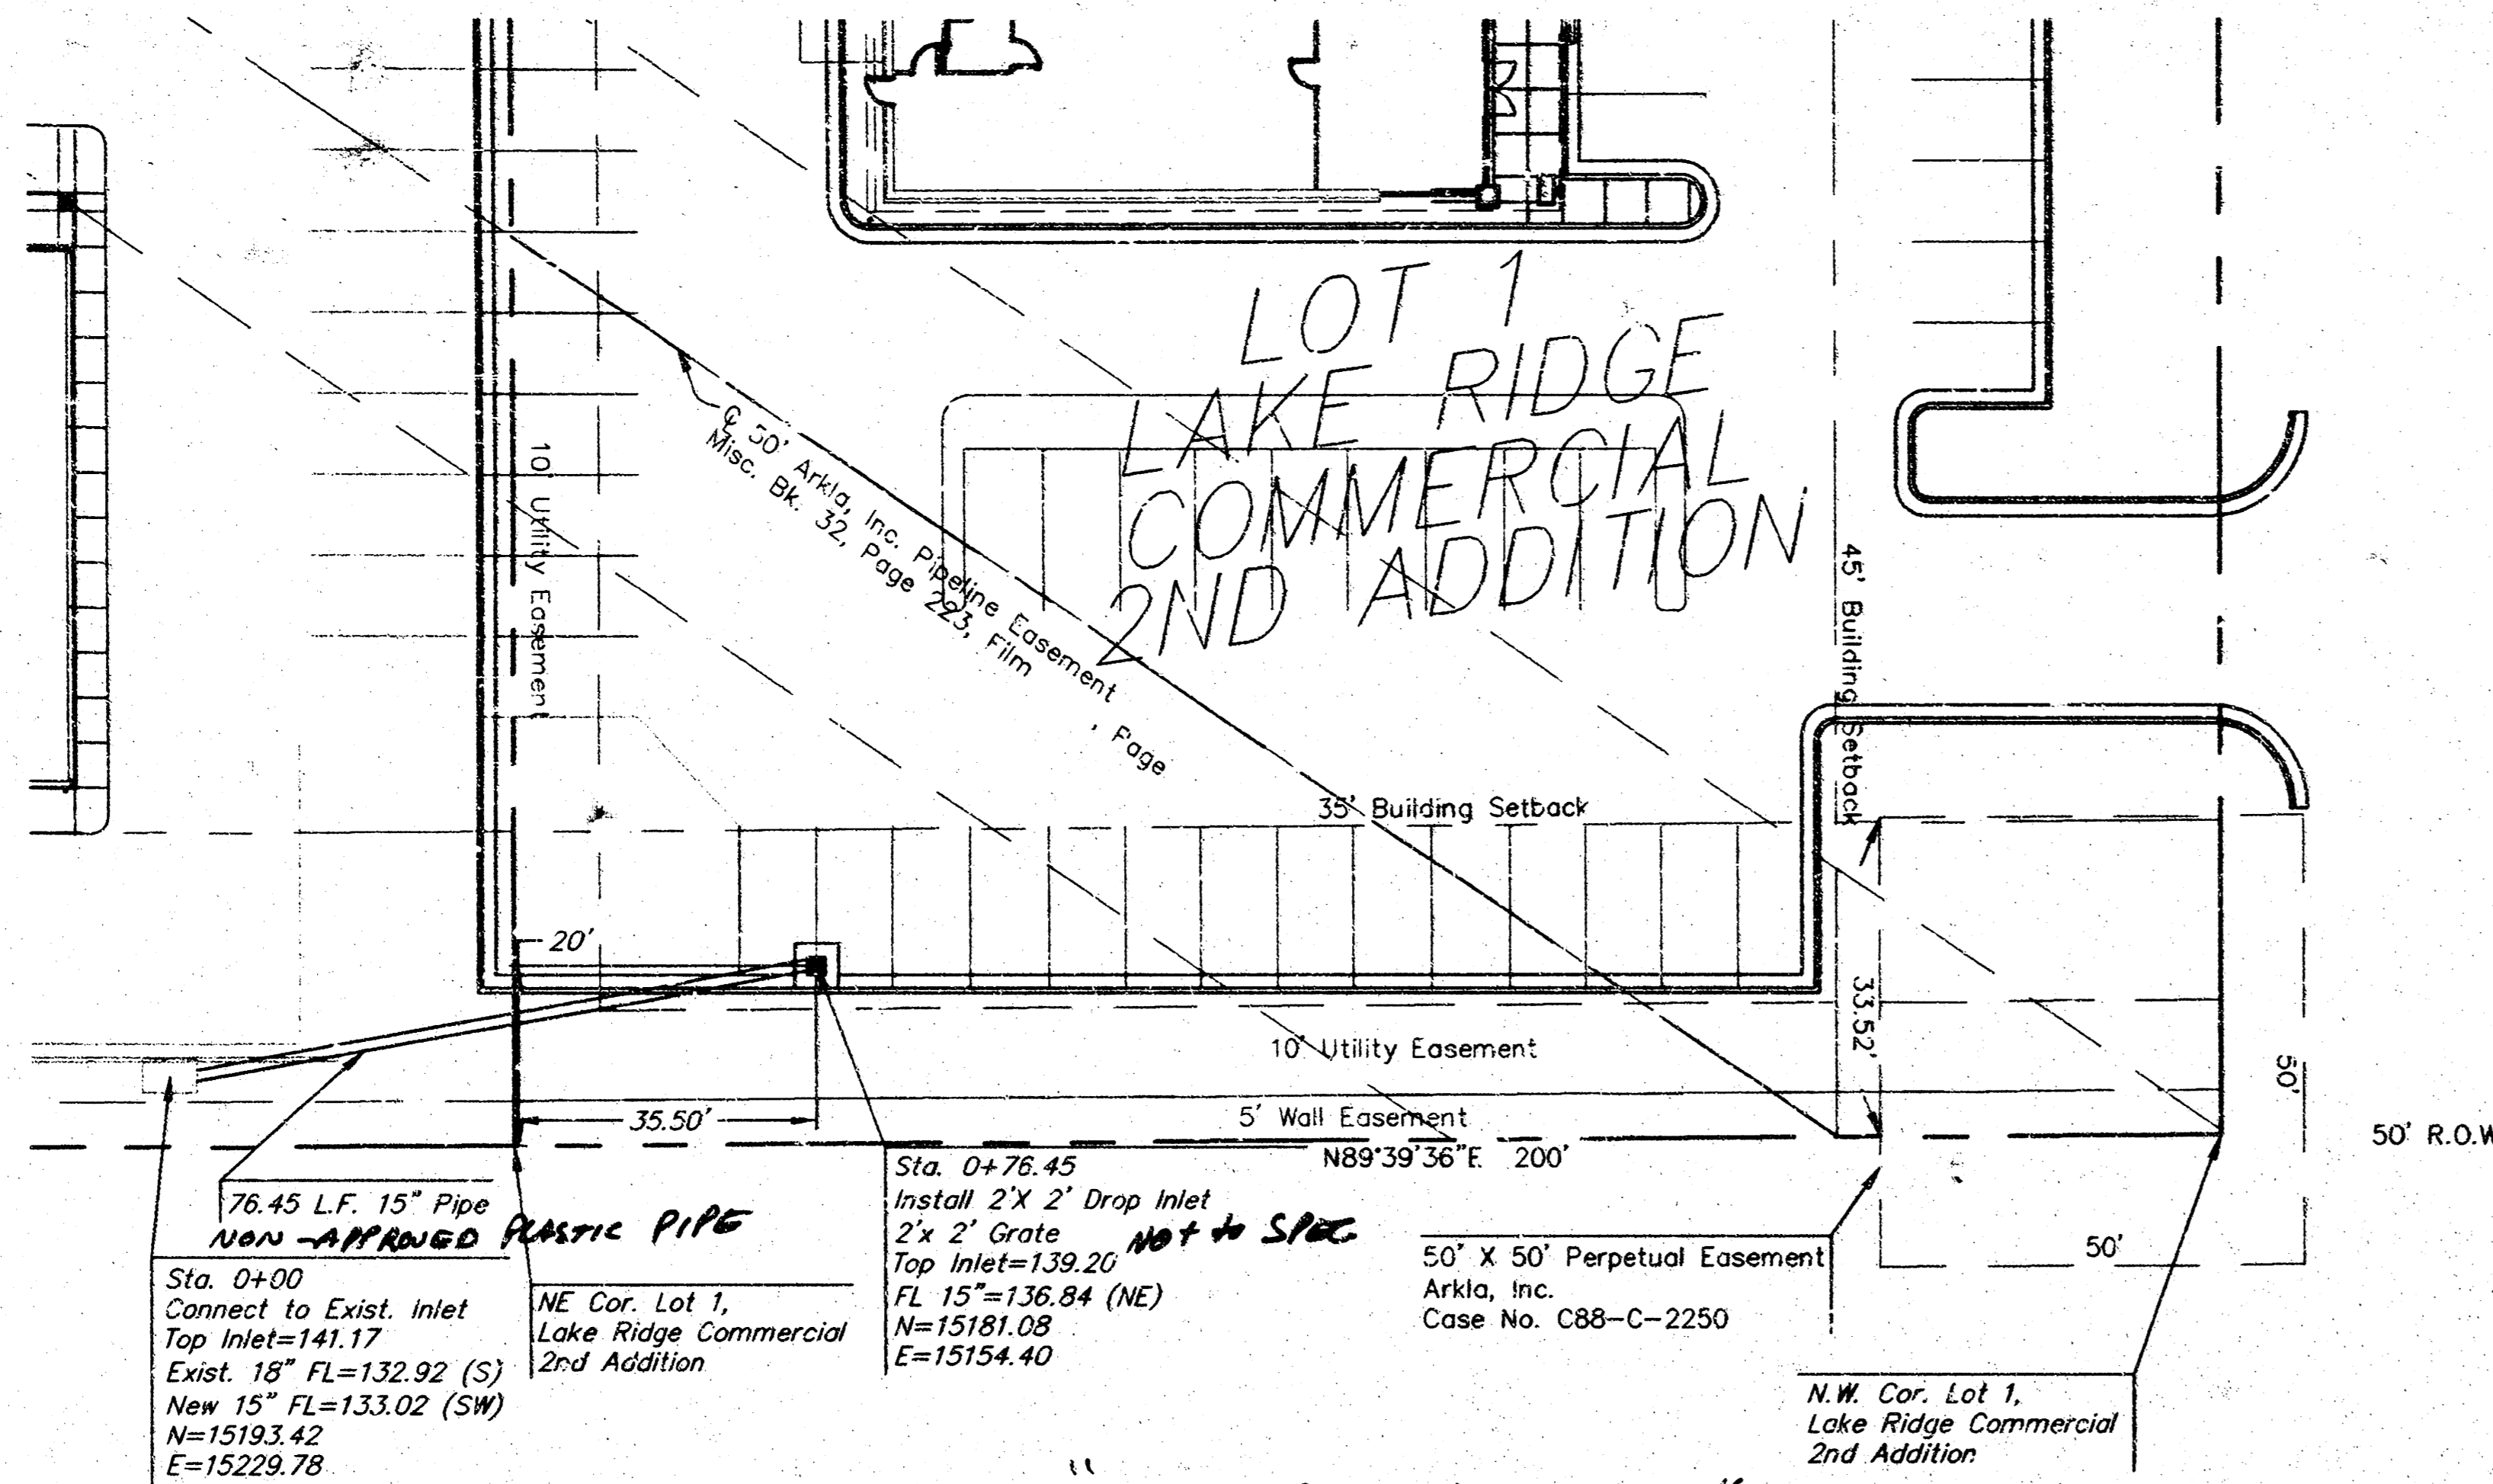 LOT 1
LAKE RIDGE
COMMERCIAL
2ND ADDITION
10' Utility Easement
℄ 50' Arkla, Inc. Pipeline Easement
Misc. Bk. 32, Page 223, Film , Page
45' Building Setback
35' Building Setback
20'
33.52'
10' Utility Easement
50'
35.50'
5' Wall Easement
N89°39'36"E 200'
50' R.O.W
76.45 L.F. 15" Pipe
NON-APPROVED PLASTIC PIPE
Sta. 0+00
Connect to Exist. Inlet
Top Inlet=141.17
Exist. 18" FL=132.92 (S)
New 15" FL=133.02 (SW)
N=15193.42
E=15229.78
NE Cor. Lot 1,
Lake Ridge Commercial
2nd Addition
Sta. 0+76.45
Install 2'X 2' Drop Inlet
2'x 2' Grate
NOT to SPEC
Top Inlet=139.20
FL 15"=136.84 (NE)
N=15181.08
E=15154.40
50' X 50' Perpetual Easement
Arkla, Inc.
Case No. C88-C-2250
50'
N.W. Cor. Lot 1,
Lake Ridge Commercial
2nd Addition